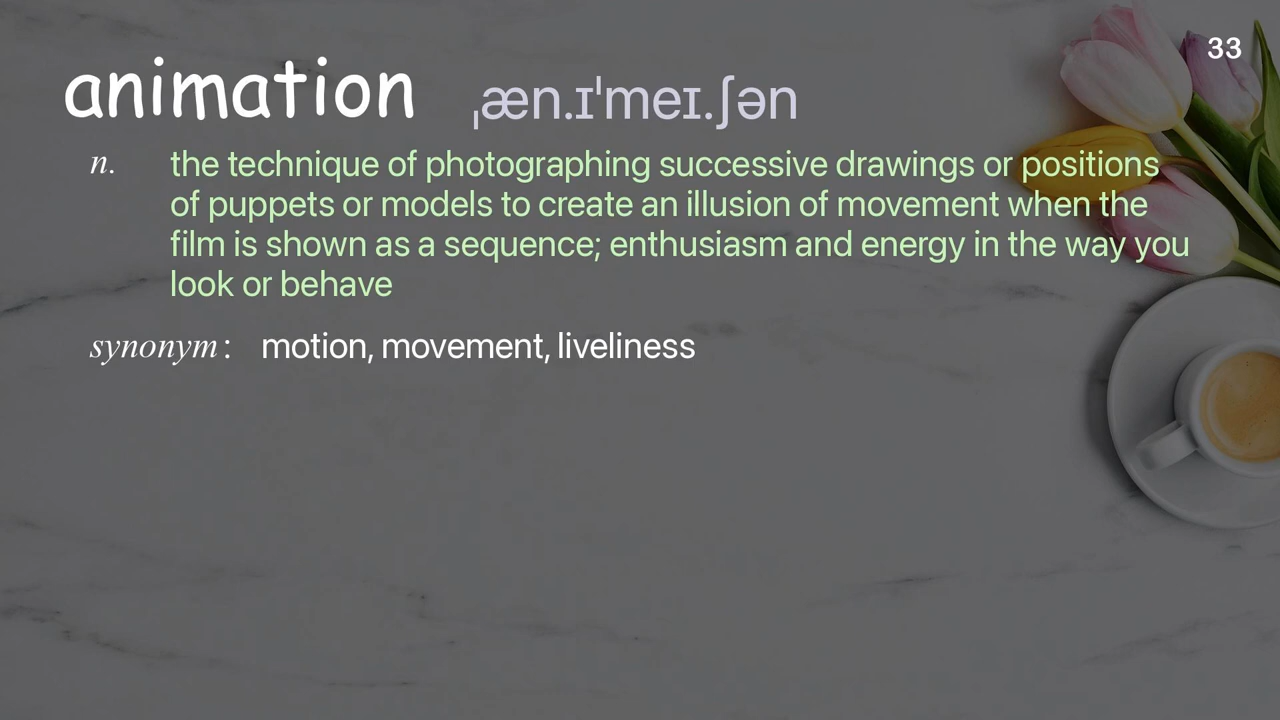 33
animation ˌæn.ɪˈmeɪ.ʃən
n. the technique of photographing successive drawings or positions
of puppets or models to create an illusion of movement when the
film is shown as a sequence; enthusiasm and energy in the way you
look or behave
synonym : motion, movement, liveliness